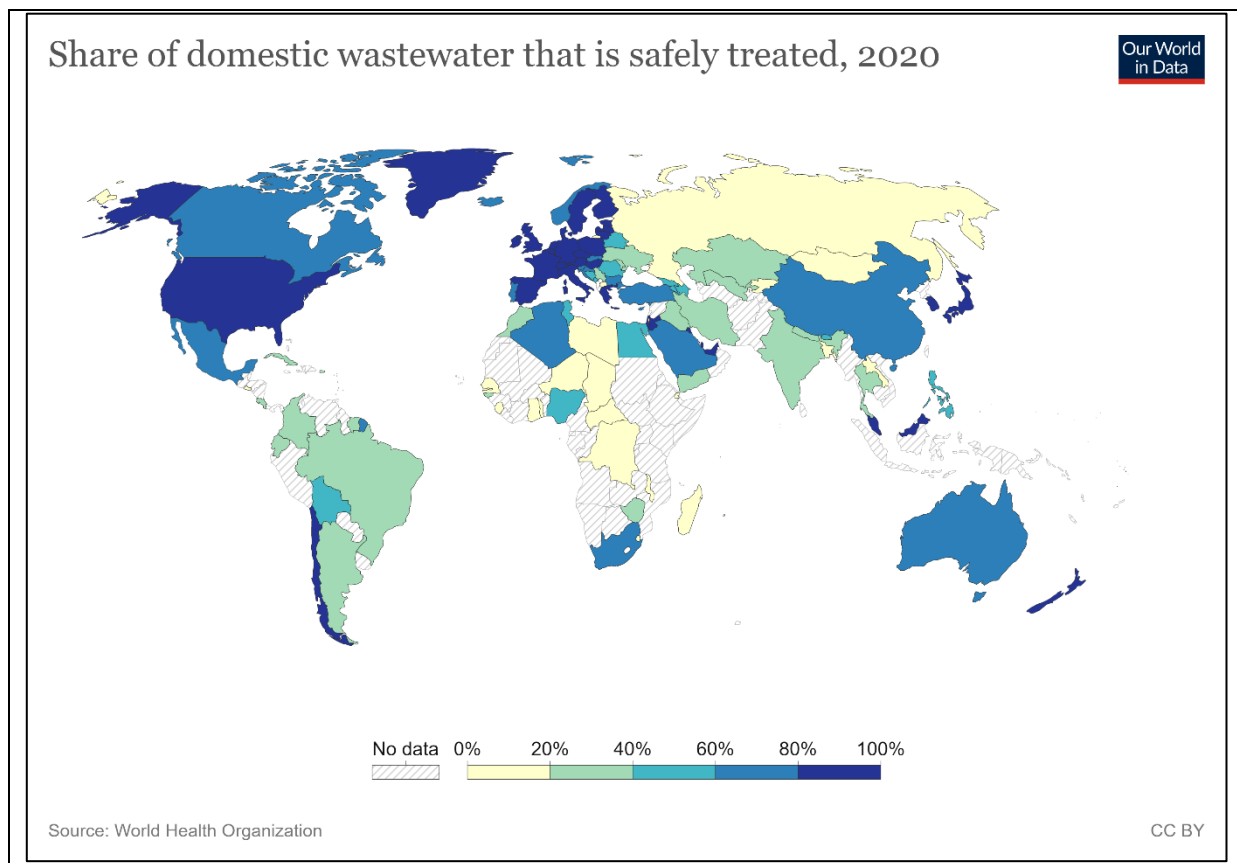 Share of domestic wastewater that is safely treated, 2020
Our World
in Data
No data 0% 20% 40% 60% 80% 100%
Source: World Health Organization
CC BY